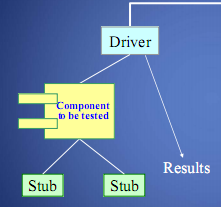 Driver
Component
to be tested
Results
Stub
Stub